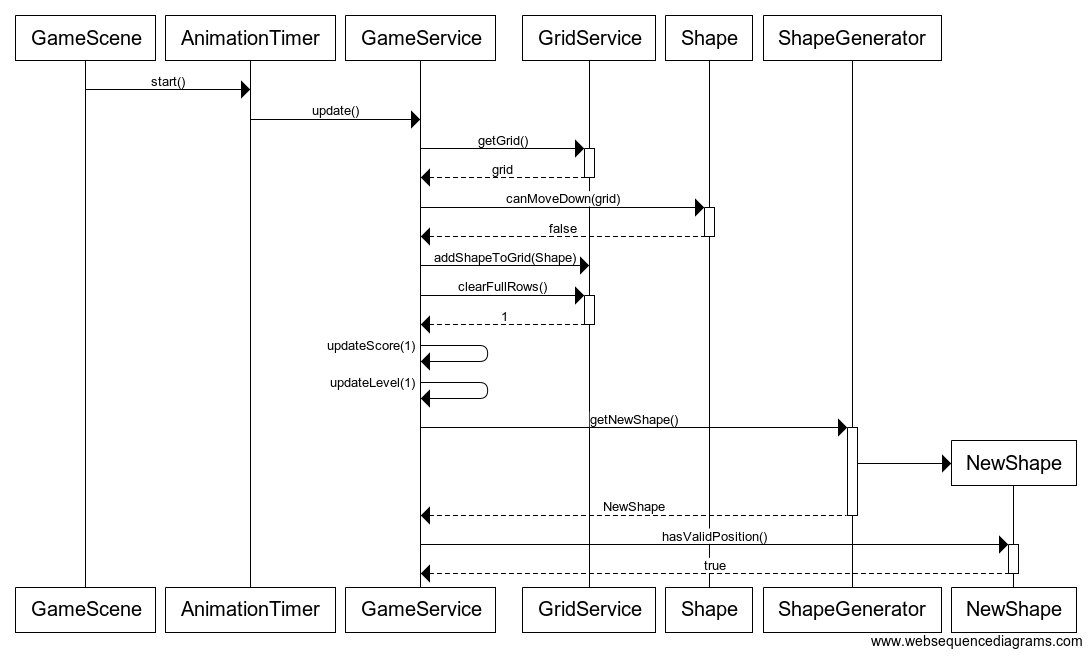 GameScene AnimationTimer GameService GridService Shape ShapeGenerator
start()
update()
getGrid()
grid
canMoveDown(grid)
false
addShapeToGrid(Shape)
clearFullRows()
1
updateScore(1)
updateLevel(1)
getNewShape()
NewShape
NewShape
hasValidPosition()
true
GameScene AnimationTimer GameService GridService Shape ShapeGenerator NewShape
www.websequencediagrams.com